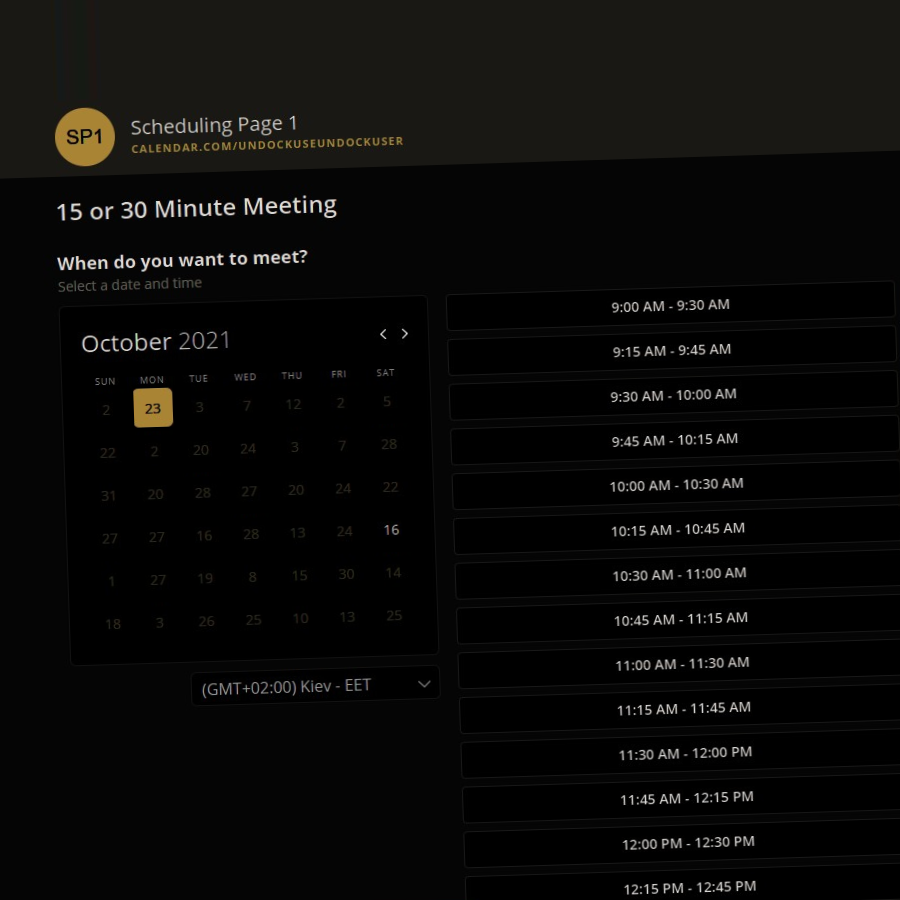 SP1
Scheduling Page 1
CALENDAR.COM/UNDOCKUSEUNDOCKUSER
15 or 30 Minute Meeting
When do you want to meet?
Select a date and time
October 2021
SUN MON TUE WED THU FRI SAT
2 23 3 7 12 2 5
22 2 20 24 3 7 28
31 20 28 27 20 24 22
27 27 16 28 13 24 16
1 27 19 8 15 30 14
18 3 26 25 10 13 25
(GMT+02:00) Kiev - EET
9:00 AM - 9:30 AM
9:15 AM - 9:45 AM
9:30 AM - 10:00 AM
9:45 AM - 10:15 AM
10:00 AM - 10:30 AM
10:15 AM - 10:45 AM
10:30 AM - 11:00 AM
10:45 AM - 11:15 AM
11:00 AM - 11:30 AM
11:15 AM - 11:45 AM
11:30 AM - 12:00 PM
11:45 AM - 12:15 PM
12:00 PM - 12:30 PM
12:15 PM - 12:45 PM